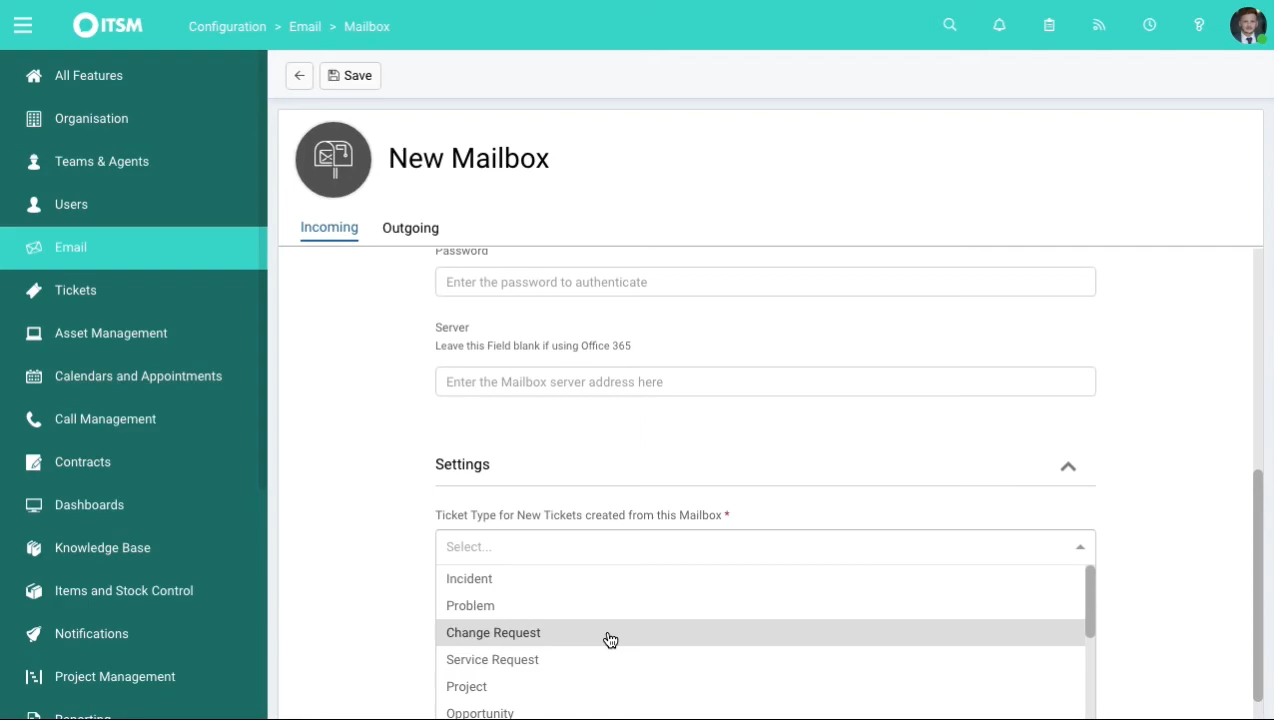 ITSM
Configuration > Email > Mailbox
All Features
Organisation
Teams & Agents
Users
Email
Tickets
Asset Management
Calendars and Appointments
Call Management
Contracts
Dashboards
Knowledge Base
Items and Stock Control
Notifications
Project Management
Reporting
Save
New Mailbox
Incoming Outgoing
Password
Enter the password to authenticate
Server
Leave this Field blank if using Office 365
Enter the Mailbox server address here
Settings
Ticket Type for New Tickets created from this Mailbox *
Select...
Incident
Problem
Change Request
Service Request
Project
Opportunity